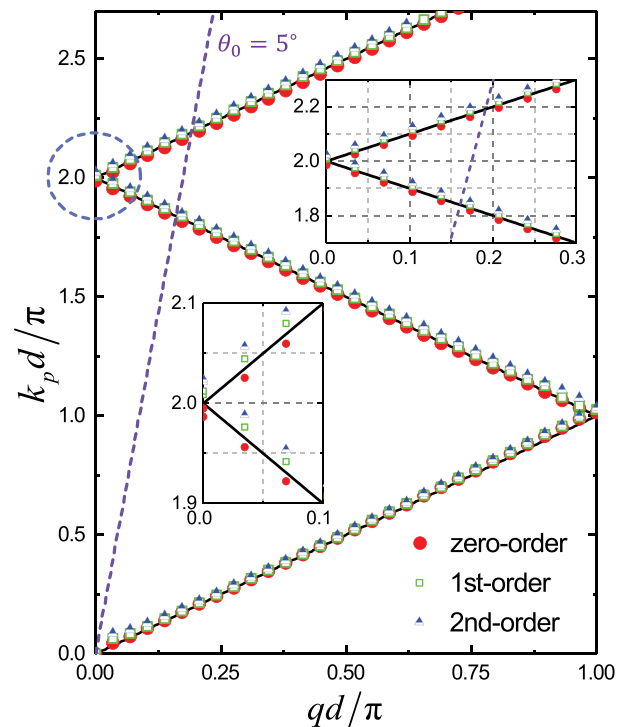 2.5
θ₀ = 5°
2.2
2.0
1.8
0.0 0.1 0.2 0.3
2.0
k_p d/π
1.5
2.1
2.0
1.9
0.0 0.1
1.0
0.5
zero-order
1st-order
2nd-order
0.0
0.00 0.25 0.50 0.75 1.00
qd/π